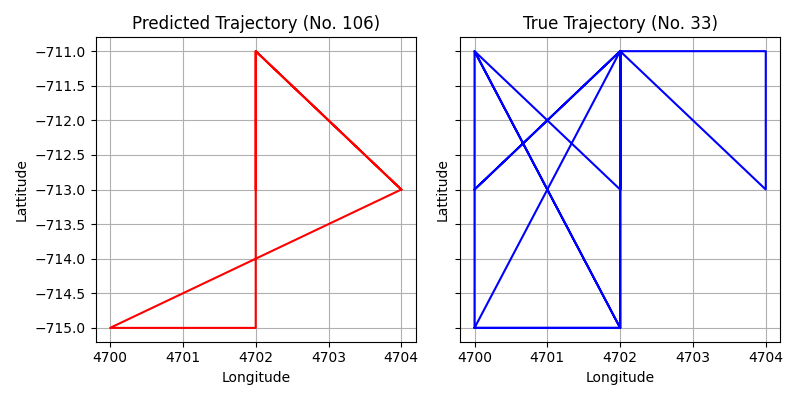 Predicted Trajectory (No. 106)
Lattitude
−711.0
−711.5
−712.0
−712.5
−713.0
−713.5
−714.0
−714.5
−715.0
4700 4701 4702 4703 4704
Longitude
True Trajectory (No. 33)
Lattitude
4700 4701 4702 4703 4704
Longitude